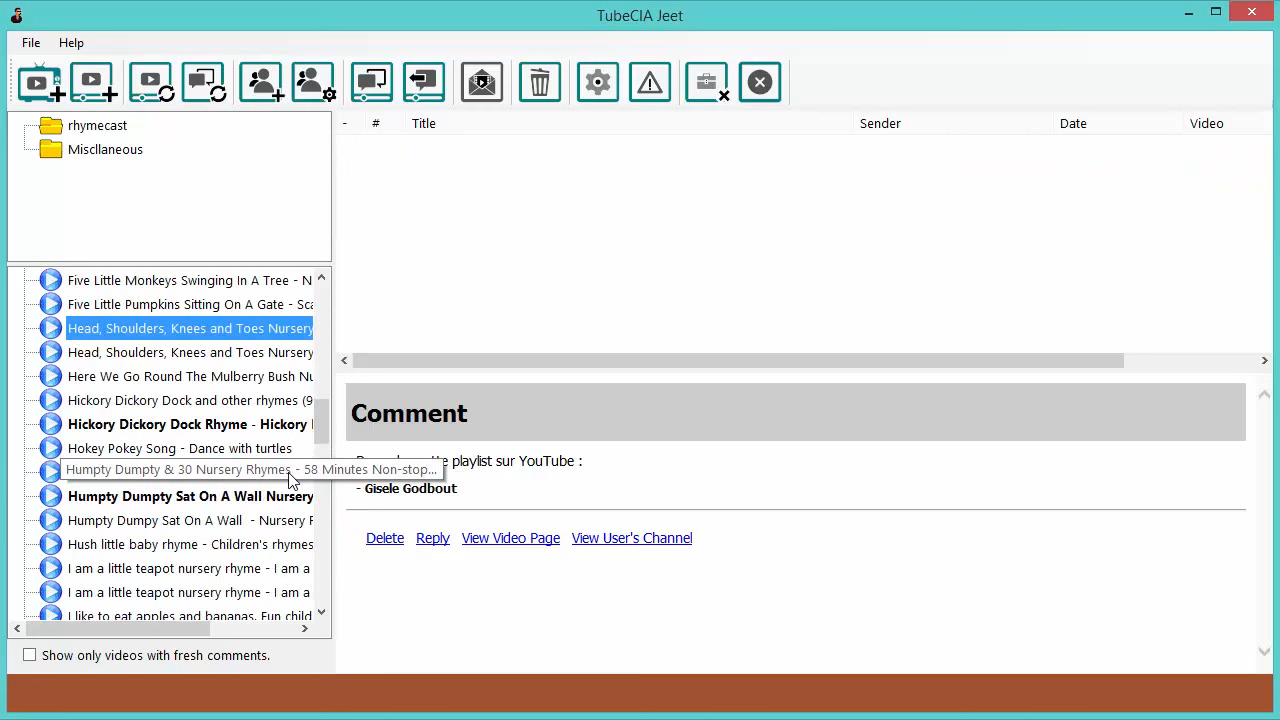 TubeCIA Jeet
File Help
rhymecast
Miscllaneous
- # Title Sender Date Video
Five Little Monkeys Swinging In A Tree - N
Five Little Pumpkins Sitting On A Gate - Sca
Head, Shoulders, Knees and Toes Nursery
Head, Shoulders, Knees and Toes Nursery
Here We Go Round The Mulberry Bush Nu
Hickory Dickory Dock and other rhymes (9
Hickory Dickory Dock Rhyme - Hickory
Hokey Pokey Song - Dance with turtles
Humpty Dumpty & 30 Nursery Rhymes - 58 Minutes Non-stop...
Humpty Dumpty Sat On A Wall Nursery
Humpty Dumpy Sat On A Wall - Nursery R
Hush little baby rhyme - Children's rhymes
I am a little teapot nursery rhyme - I am a
I am a little teapot nursery rhyme - I am a
I like to eat apples and bananas. Fun child
Show only videos with fresh comments.
Comment
playlist sur YouTube :
- Gisele Godbout
Delete Reply View Video Page View User's Channel